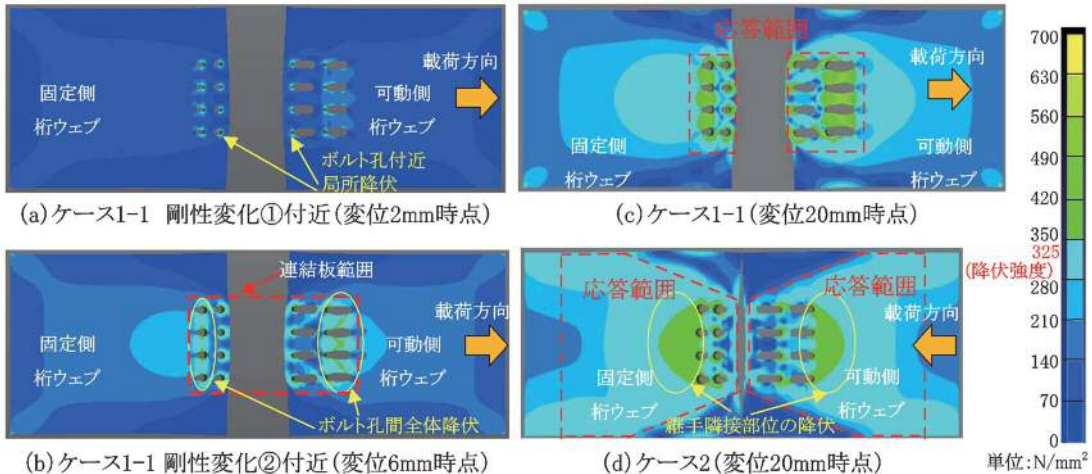 固定側
桁ウェブ
可動側
桁ウェブ
載荷方向
ボルト孔付近
局所降伏
(a)ケース1-1 剛性変化①付近(変位2mm時点)
連結板範囲
固定側
桁ウェブ
可動側
桁ウェブ
載荷方向
ボルト孔間全体降伏
(b)ケース1-1 剛性変化②付近(変位6mm時点)
応答範囲
載荷方向
固定側
桁ウェブ
可動側
桁ウェブ
(c)ケース1-1(変位20mm時点)
応答範囲
応答範囲
載荷方向
固定側
桁ウェブ
可動側
桁ウェブ
継手隣接部位の降伏
(d)ケース2(変位20mm時点)
700
630
560
490
420
350
325
(降伏強度)
280
210
140
70
0
単位:N/mm²